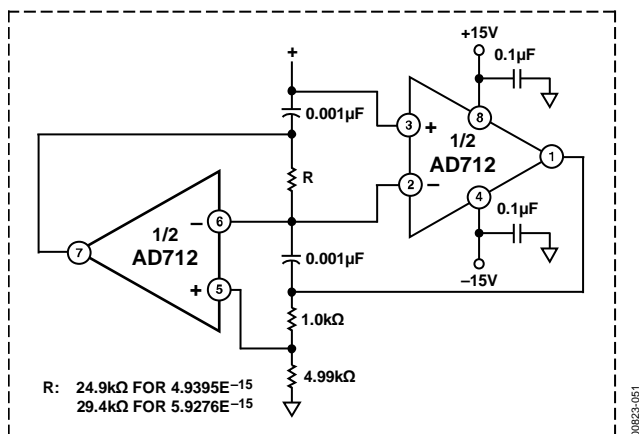 +15V
0.1µF
+
0.001µF
3
+
8
1/2
AD712
1
R
2
–
4
0.1µF
–15V
6
–
1/2
AD712
7
5
+
0.001µF
1.0kΩ
4.99kΩ
R: 24.9kΩ FOR 4.9395E–15
29.4kΩ FOR 5.9276E–15
00823-051